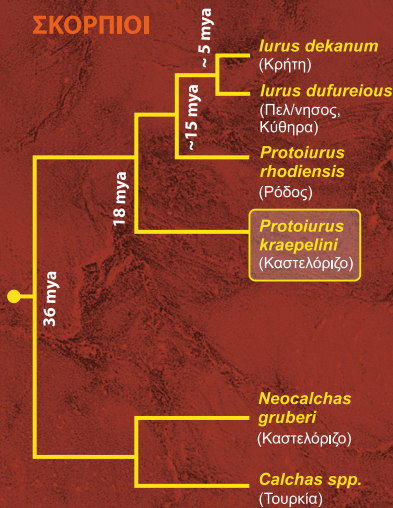 ΣΚΟΡΠΙΟΙ
~ 5 mya
Iurus dekanum
(Κρήτη)
Iurus dufureious
(Πελ/νησος,
Κύθηρα)
~15 mya
Protoiurus
rhodiensis
(Ρόδος)
18 mya
Protoiurus
kraepelini
(Καστελόριζο)
36 mya
Neocalchas
gruberi
(Καστελόριζο)
Calchas spp.
(Τουρκία)